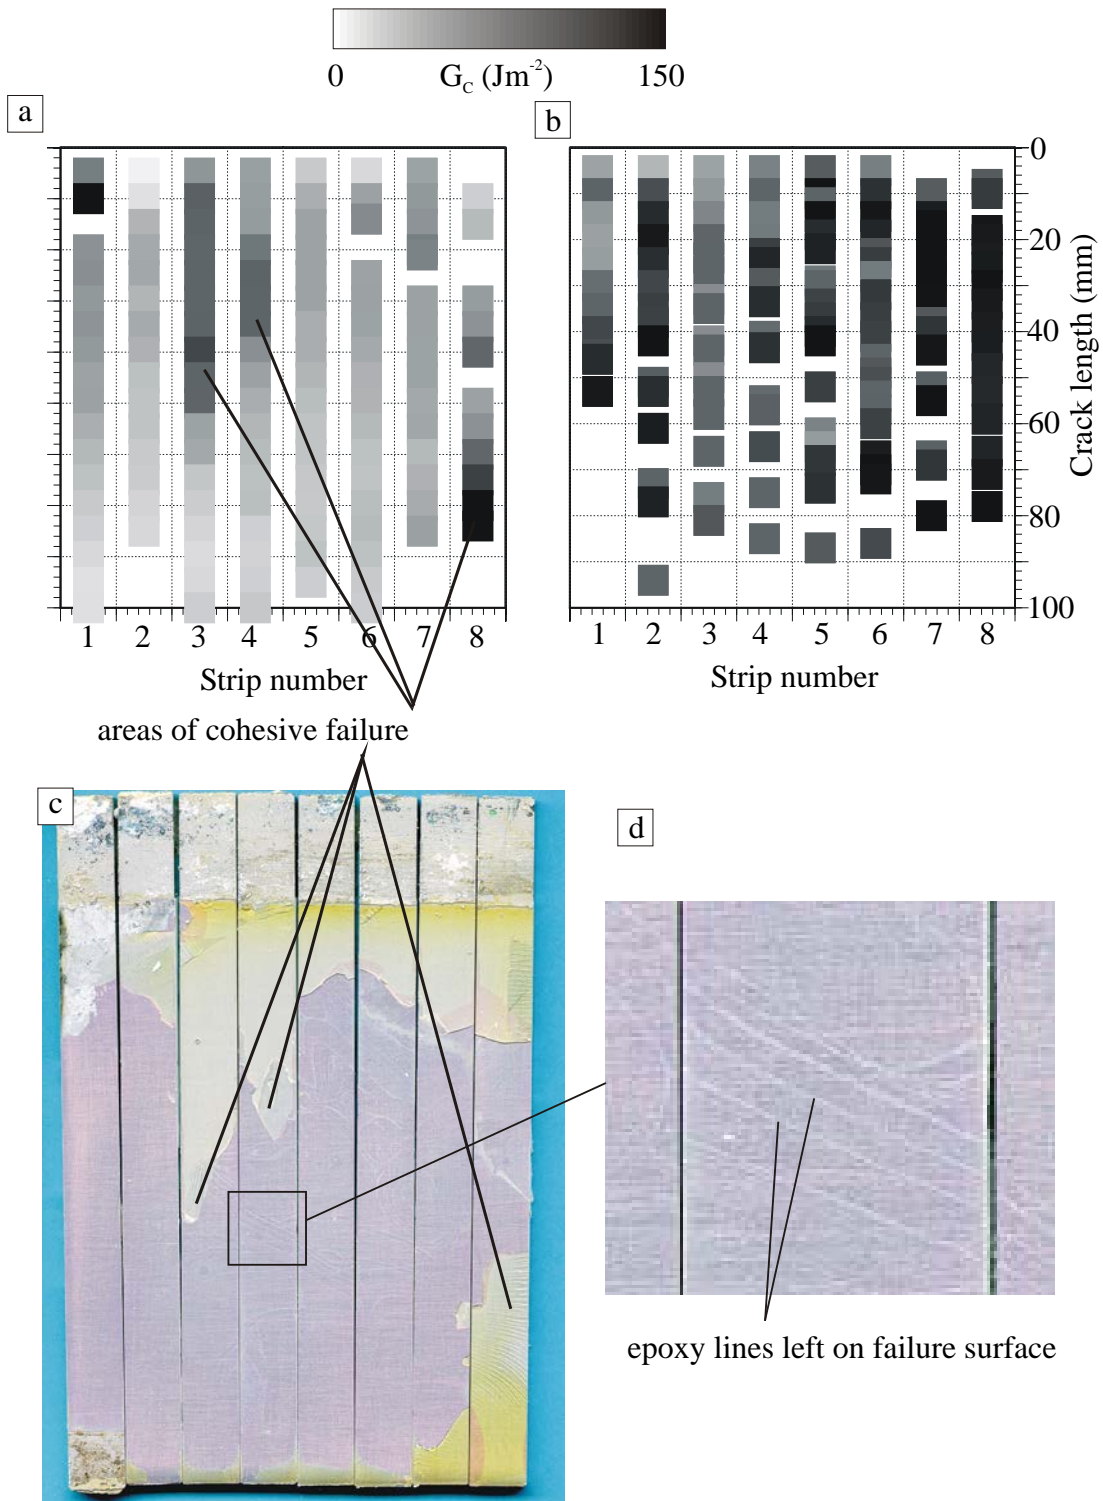 0 G_C (Jm^-2) 150
a
b
0
20
40
60
80
100
Crack length (mm)
1 2 3 4 5 6 7 8
1 2 3 4 5 6 7 8
Strip number
Strip number
areas of cohesive failure
c
d
epoxy lines left on failure surface